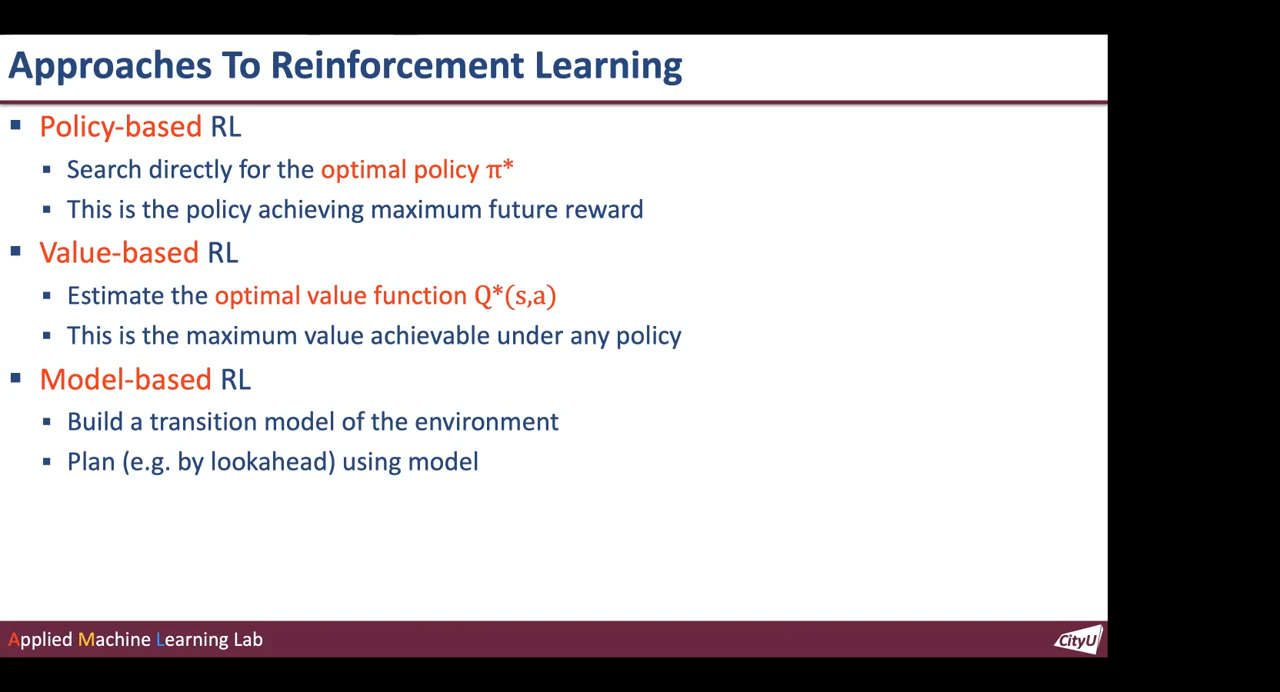 Approaches To Reinforcement Learning
▪ Policy-based RL
▪ Search directly for the optimal policy π*
▪ This is the policy achieving maximum future reward
▪ Value-based RL
▪ Estimate the optimal value function Q*(s,a)
▪ This is the maximum value achievable under any policy
▪ Model-based RL
▪ Build a transition model of the environment
▪ Plan (e.g. by lookahead) using model
Applied Machine Learning Lab
CityU